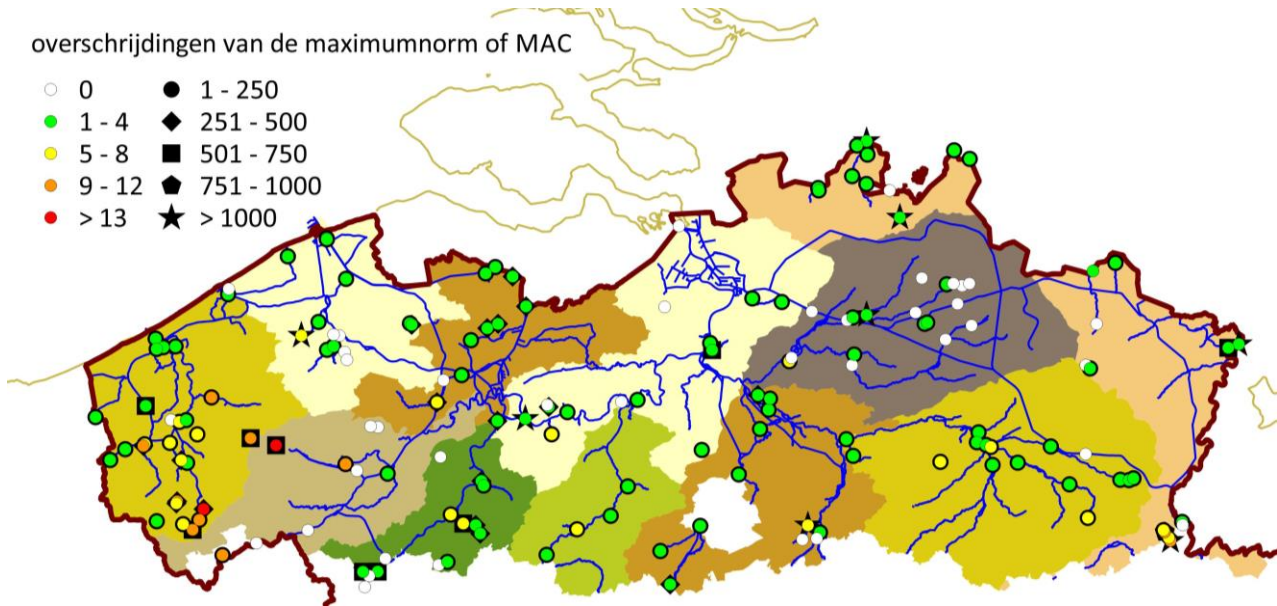 overschrijdingen van de maximumnorm of MAC
0 1 - 250
1 - 4 251 - 500
5 - 8 501 - 750
9 - 12 751 - 1000
> 13 > 1000